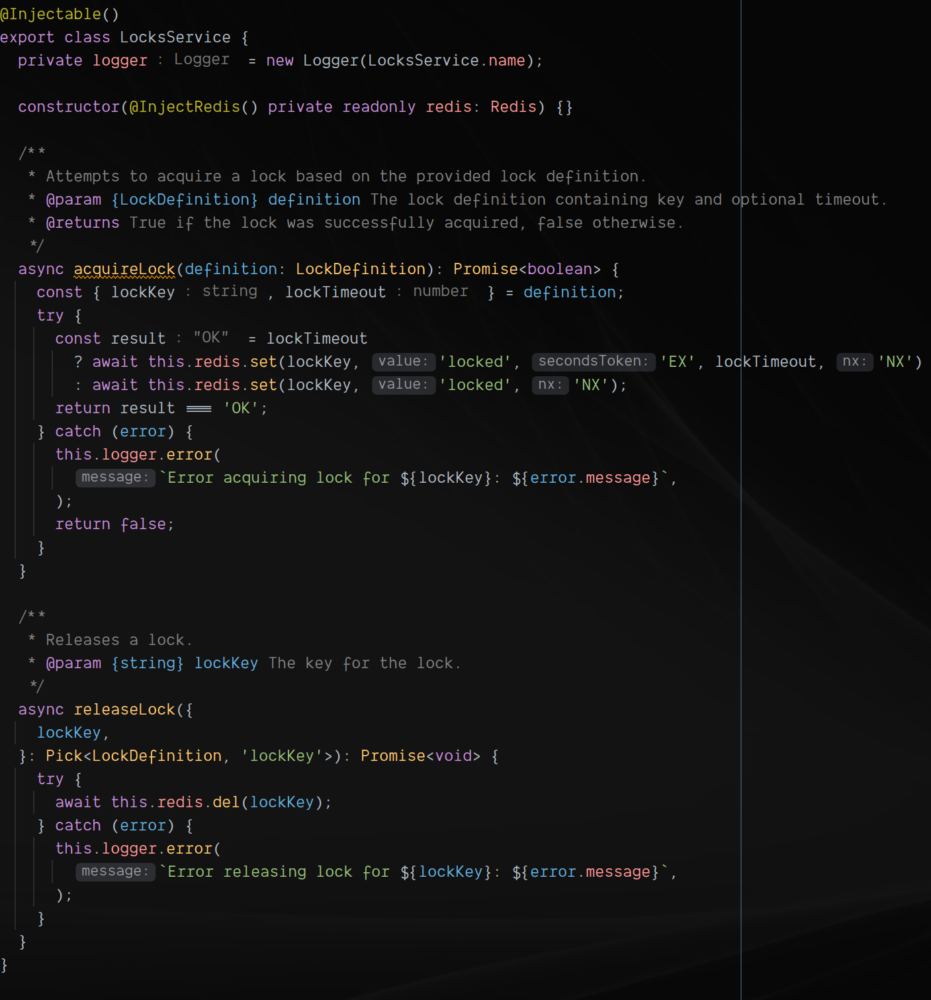 @Injectable()
export class LocksService {
  private logger : Logger  = new Logger(LocksService.name);

  constructor(@InjectRedis() private readonly redis: Redis) {}

  /**
   * Attempts to acquire a lock based on the provided lock definition.
   * @param {LockDefinition} definition The lock definition containing key and optional timeout.
   * @returns True if the lock was successfully acquired, false otherwise.
   */
  async acquireLock(definition: LockDefinition): Promise<boolean> {
    const { lockKey : string , lockTimeout : number  } = definition;
    try {
      const result : "OK"  = lockTimeout
        ? await this.redis.set(lockKey, value: 'locked', secondsToken: 'EX', lockTimeout, nx: 'NX')
        : await this.redis.set(lockKey, value: 'locked', nx: 'NX');
      return result === 'OK';
    } catch (error) {
      this.logger.error(
        message: `Error acquiring lock for ${lockKey}: ${error.message}`,
      );
      return false;
    }
  }

  /**
   * Releases a lock.
   * @param {string} lockKey The key for the lock.
   */
  async releaseLock({
    lockKey,
  }: Pick<LockDefinition, 'lockKey'>): Promise<void> {
    try {
      await this.redis.del(lockKey);
    } catch (error) {
      this.logger.error(
        message: `Error releasing lock for ${lockKey}: ${error.message}`,
      );
    }
  }
}